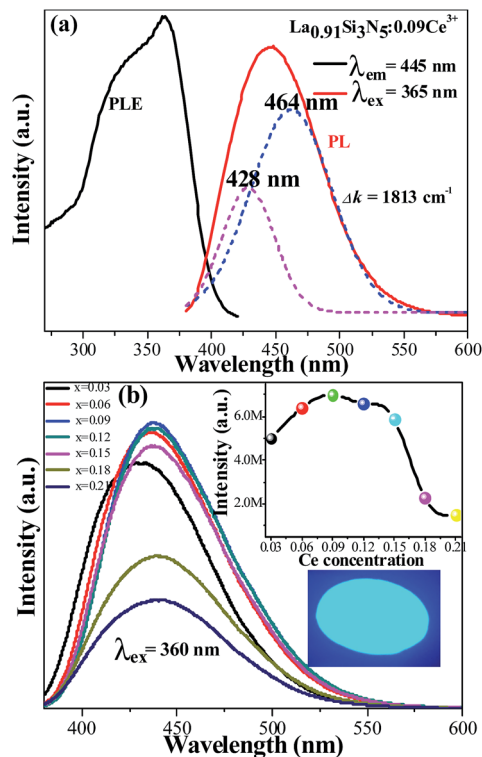 (a)
La0.91Si3N5:0.09Ce3+
λem= 445 nm
λex= 365 nm
PLE
464 nm
PL
428 nm
Δk = 1813 cm-1
Intensity (a.u.)
300 350 400 450 500 550 600
Wavelength (nm)
(b)
x=0.03
x=0.06
x=0.09
x=0.12
x=0.15
x=0.18
x=0.21
6.0M
4.0M
2.0M
Intensity (a.u.)
0.03 0.06 0.09 0.12 0.15 0.18 0.21
Ce concentration
λex= 360 nm
Intensity (a.u.)
400 450 500 550 600
Wavelength (nm)